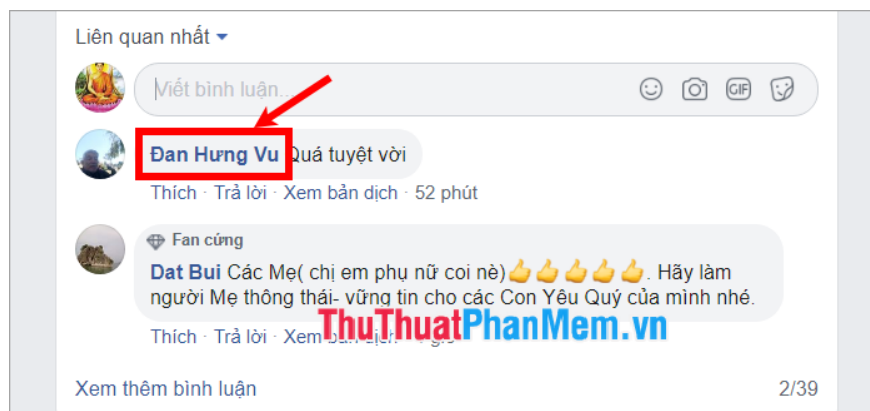 Liên quan nhất
Viết bình luận...
GIF
Đan Hưng Vu Quá tuyệt vời
Thích · Trả lời · Xem bản dịch · 52 phút
Fan cứng
Dat Bui Các Mẹ( chị em phụ nữ coi nè)👍👍👍👍👍. Hãy làm
người Mẹ thông thái- vững tin cho các Con Yêu Quý của mình nhé.
Thích · Trả lời · Xem
ThuThuatPhanMem.vn
Xem thêm bình luận 2/39